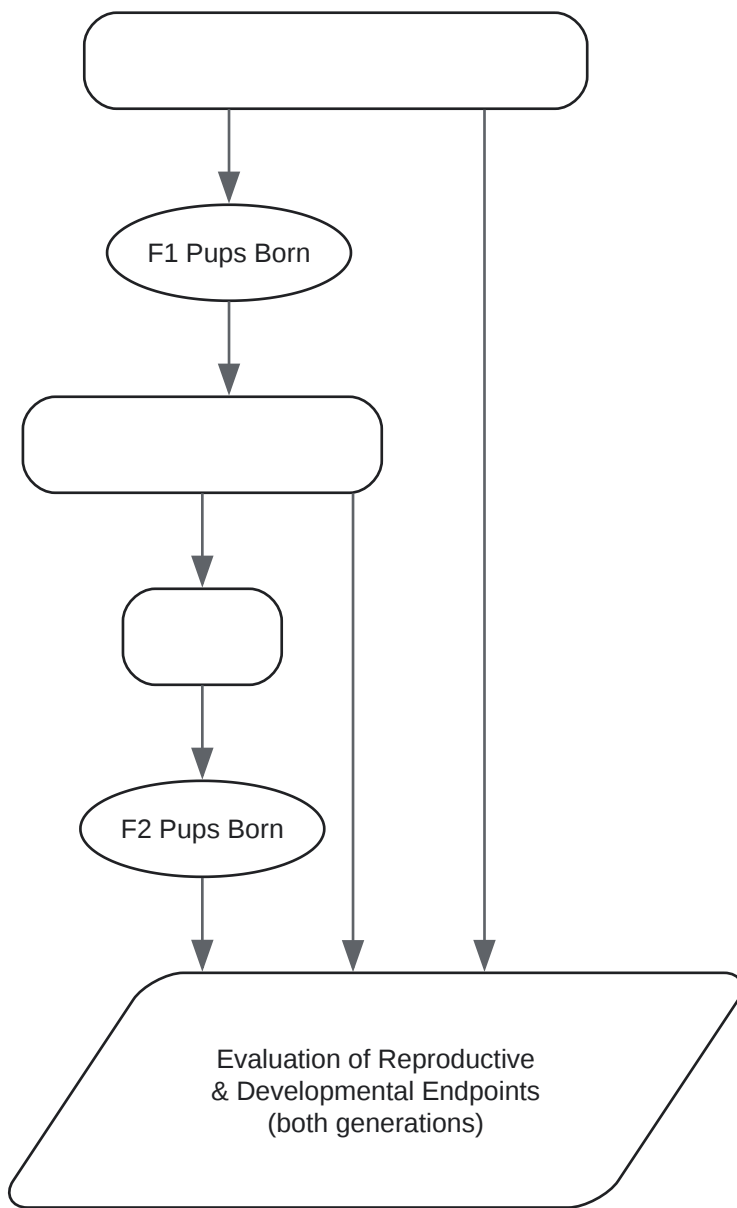 F1 Pups Born
F2 Pups Born
Evaluation of Reproductive
& Developmental Endpoints
(both generations)